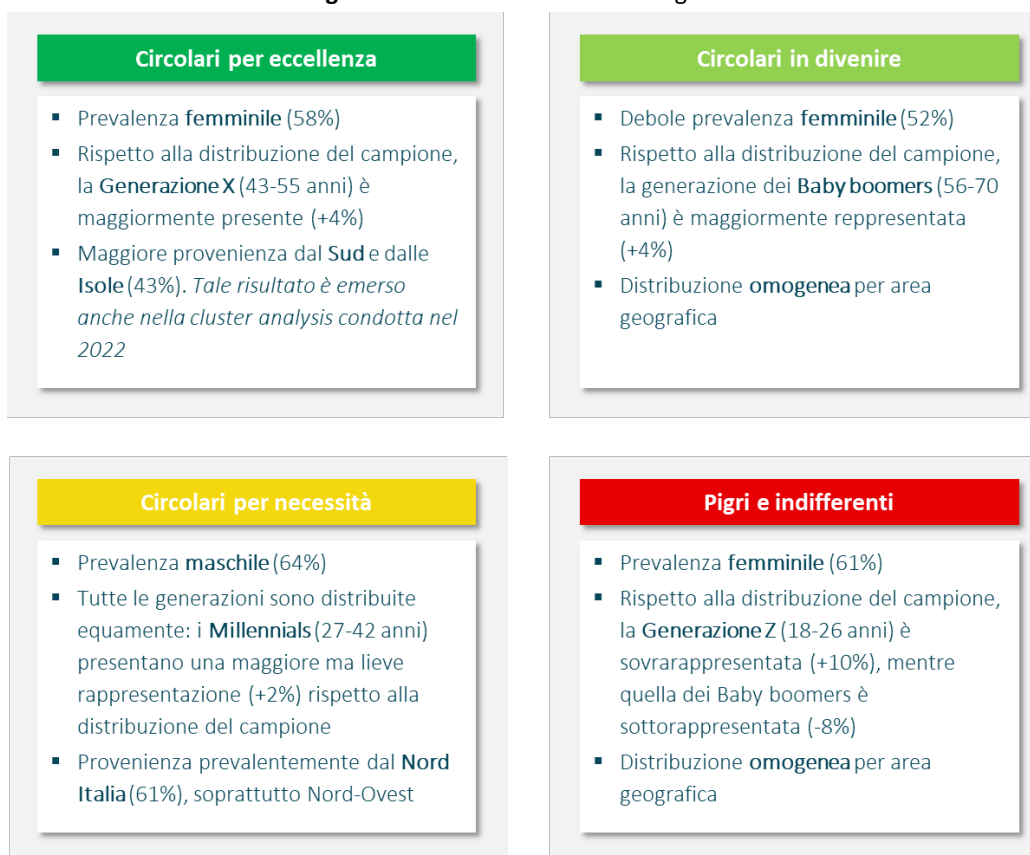 Circolari per eccellenza
▪ Prevalenza femminile (58%)
▪ Rispetto alla distribuzione del campione,
la Generazione X (43-55 anni) è
maggiormente presente (+4%)
▪ Maggiore provenienza dal Sud e dalle
Isole (43%). Tale risultato è emerso
anche nella cluster analysis condotta nel
2022
Circolari in divenire
▪ Debole prevalenza femminile (52%)
▪ Rispetto alla distribuzione del campione,
la generazione dei Baby boomers (56-70
anni) è maggiormente reppresentata
(+4%)
▪ Distribuzione omogenea per area
geografica
Circolari per necessità
▪ Prevalenza maschile (64%)
▪ Tutte le generazioni sono distribuite
equamente: i Millennials (27-42 anni)
presentano una maggiore ma lieve
rappresentazione (+2%) rispetto alla
distribuzione del campione
▪ Provenienza prevalentemente dal Nord
Italia (61%), soprattutto Nord-Ovest
Pigri e indifferenti
▪ Prevalenza femminile (61%)
▪ Rispetto alla distribuzione del campione,
la Generazione Z (18-26 anni) è
sovrarappresentata (+10%), mentre
quella dei Baby boomers è
sottorappresentata (-8%)
▪ Distribuzione omogenea per area
geografica